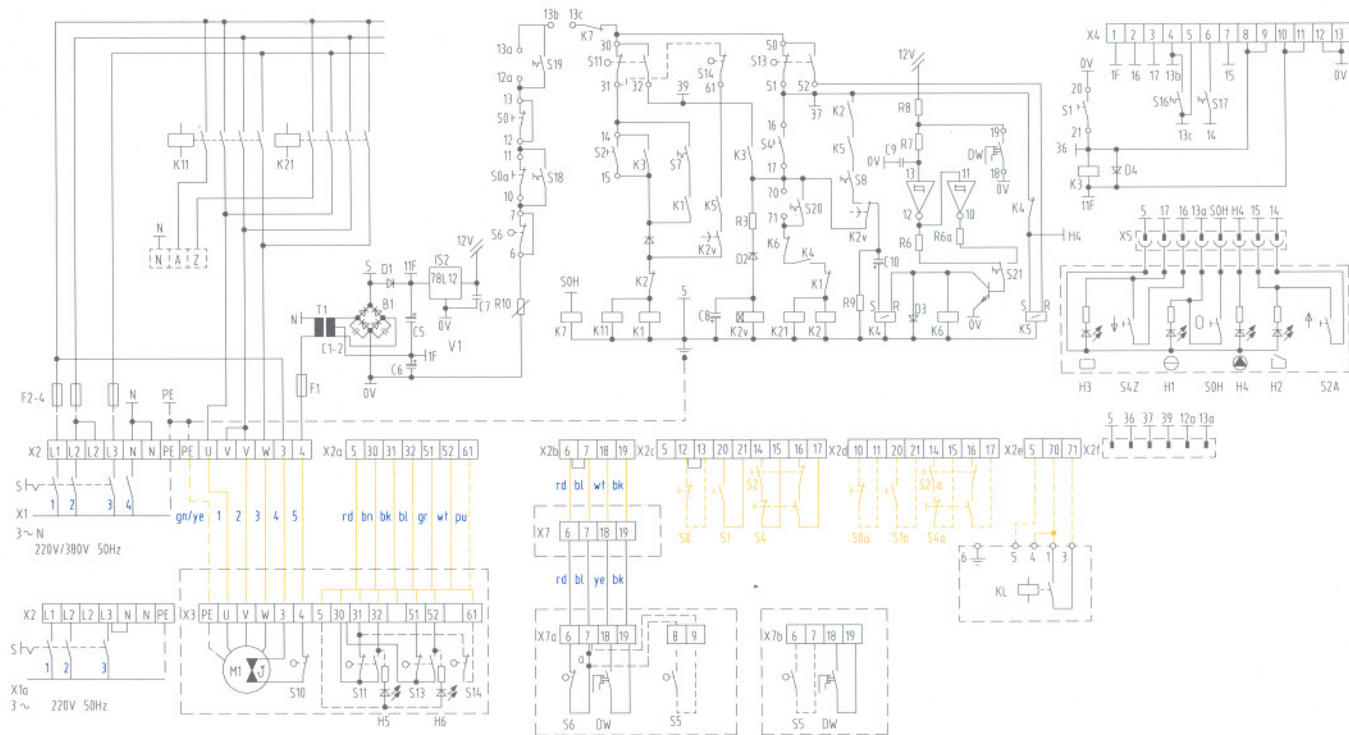 13b 13c
K7
13a
S19
12a
13
S0
12
11
S0a S18
10
7
S6
6
R10
30
S11
31 32
S14
61
39
14
S2
15
K3
S7
K1
K5
K2v
K2
S0H
K7
K11
K1
5
50
S13
51 52
37
K3
16
S4
17
70
S20
71
K6 K4
K1
R3
D2
C8
K2v
K21
K2
K2
K5
S8
K2v
C10
R9
S R
K4
D3
12V
R8
R7
C9
0V
13 11
12 10
R6 R6a
S21
0V
K6
19
DW
18
0V
K4
H4
S R
K5
X4 1 2 3 4 5 6 7 8 9 10 11 12 13
1F 16 17 13b 15 0V
S16 S17
13c 14
0V
20
S1
21
36
K3
D4
11F
K11 K21
N
N A Z
12V
S D1 11F IS2
78L12
B1
C7
T1
N
C1-2
C5
0V
V1
1F
C6
0V
F1
F2-4
N PE
5 17 16 13a S0H H4 15 14
X5
H3 S4Z H1 S0H H4 H2 S2A
X2 L1 L2 L2 L3 N N PE PE U V V W 3 4
X2a 5 30 31 32 51 52 61
X2b 6 7 18 19
X2c 5 12 13 20 21 14 15 16 17
X2d 10 11 20 21 14 15 16 17
X2e 5 70 71
X2f
5 36 37 39 12a 13a
S
1 2 3 4
X1
3~N
220V/380V 50Hz
gn/ye 1 2 3 4 5
rd bn bk bl gr wt pu
rd bl wt bk
S0 S1 S2 S4
S0a S1a S2a S4a
X7 6 7 18 19
rd bl ye bk
6 5 4 1 3
KL
X2 L1 L2 L2 L3 N N PE
S
1 2 3
X1a
3~ 220V 50Hz
X3 PE U V W 3 4 5 30 31 32 51 52 61
M1
S10
S11 S13 S14
H5 H6
X7a 6 7 18 19 8 9
a
S6 DW S5
X7b 6 7 18 19
S5 DW